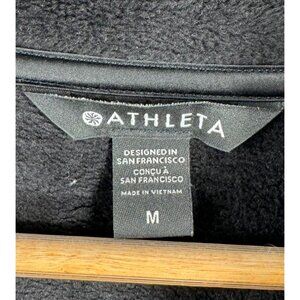 ATHLETA
DESIGNED IN
SAN FRANCISCO
CONÇU À
SAN FRANCISCO
MADE IN VIETNAM
M